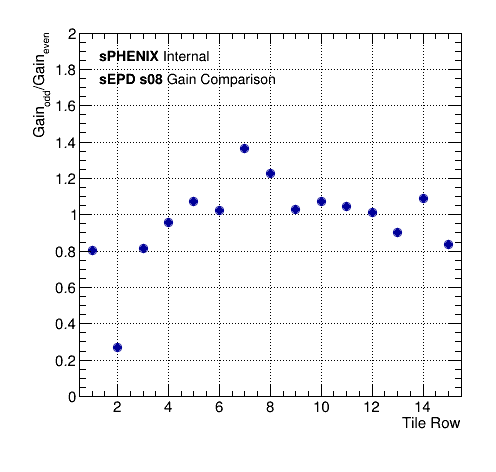 2
1.8
1.6
1.4
1.2
1
0.8
0.6
0.4
0.2
0
Gain_odd/Gain_even
sPHENIX Internal
sEPD s08 Gain Comparison
2 4 6 8 10 12 14
Tile Row